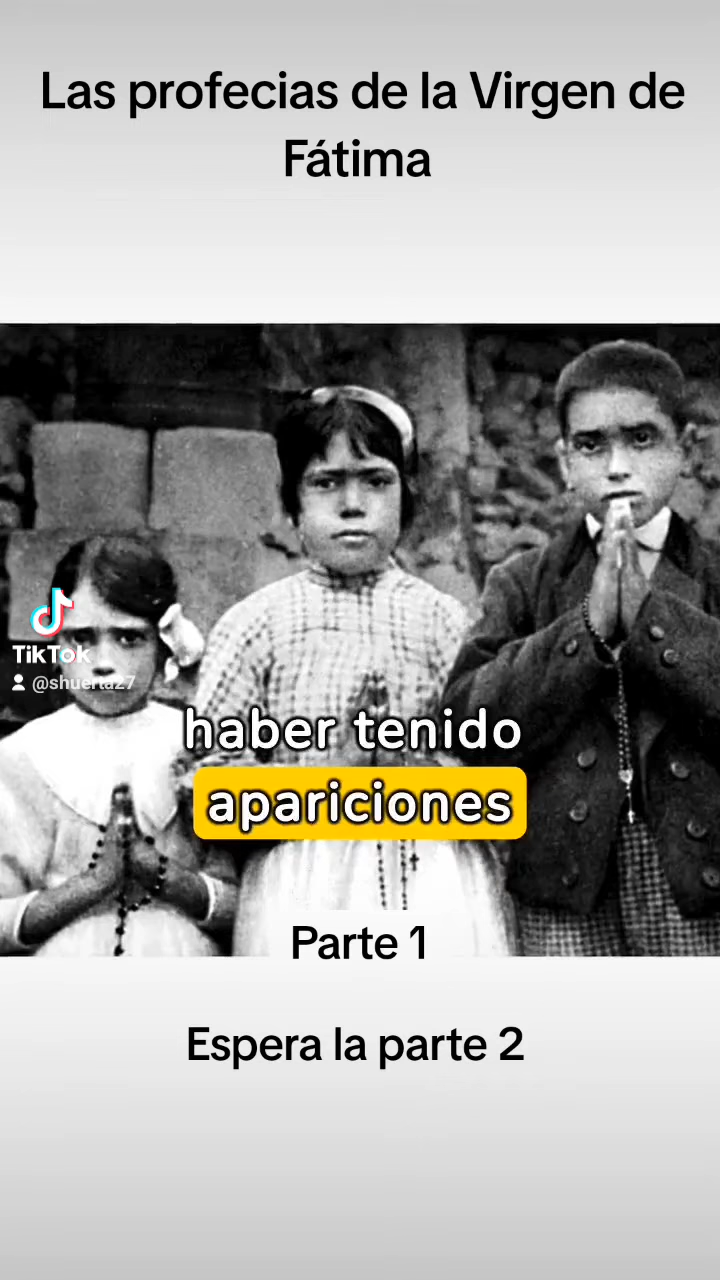 Las profecias de la Virgen de
Fátima
TikTok
@shuerta27
haber tenido
apariciones
Parte 1
Espera la parte 2